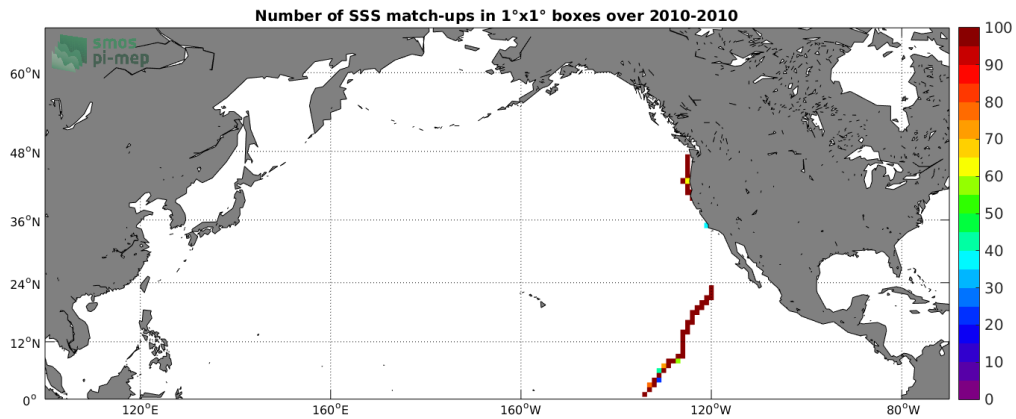 Number of SSS match-ups in 1°x1° boxes over 2010-2010
smos
pi-mep
60°N
48°N
36°N
24°N
12°N
0°
120°E
160°E
160°W
120°W
80°W
100
90
80
70
60
50
40
30
20
10
0